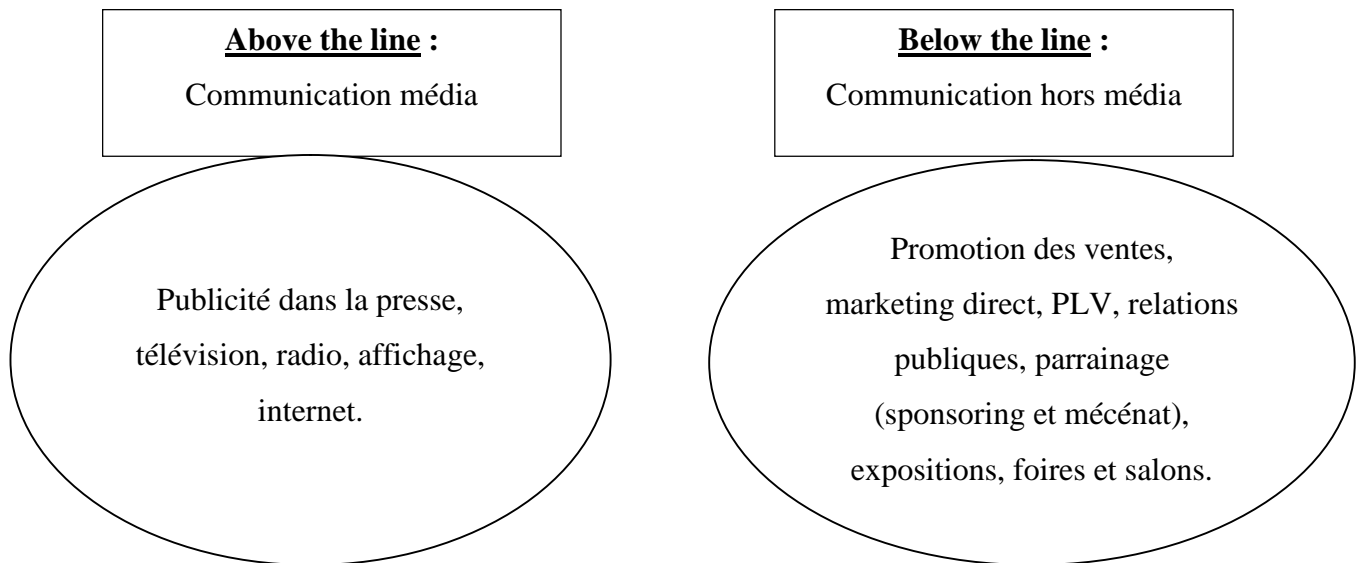 Above the line :
Communication média
Publicité dans la presse,
télévision, radio, affichage,
internet.
Below the line :
Communication hors média
Promotion des ventes,
marketing direct, PLV, relations
publiques, parrainage
(sponsoring et mécénat),
expositions, foires et salons.